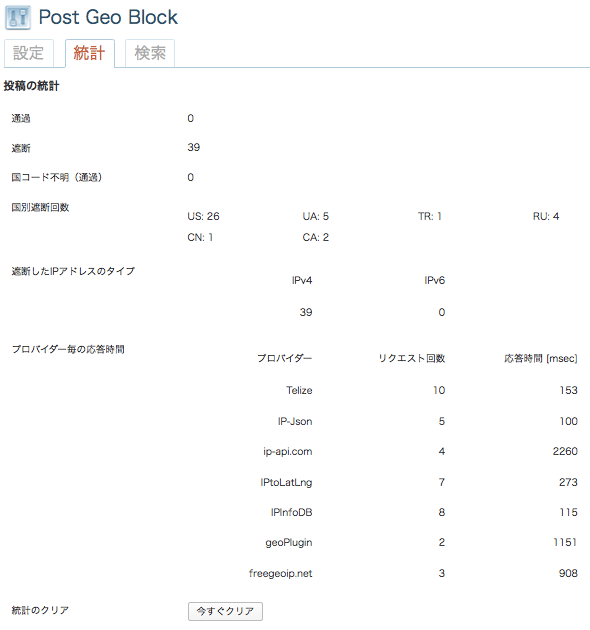 Post Geo Block
設定 統計 検索
投稿の統計
通過 0
遮断 39
国コード不明（通過） 0
国別遮断回数 US: 26 UA: 5 TR: 1 RU: 4
CN: 1 CA: 2
遮断したIPアドレスのタイプ IPv4 IPv6
39 0
プロバイダー毎の応答時間 プロバイダー リクエスト回数 応答時間 [msec]
Telize 10 153
IP-Json 5 100
ip-api.com 4 2260
IPtoLatLng 7 273
IPInfoDB 8 115
geoPlugin 2 1151
freegeoip.net 3 908
統計のクリア 今すぐクリア